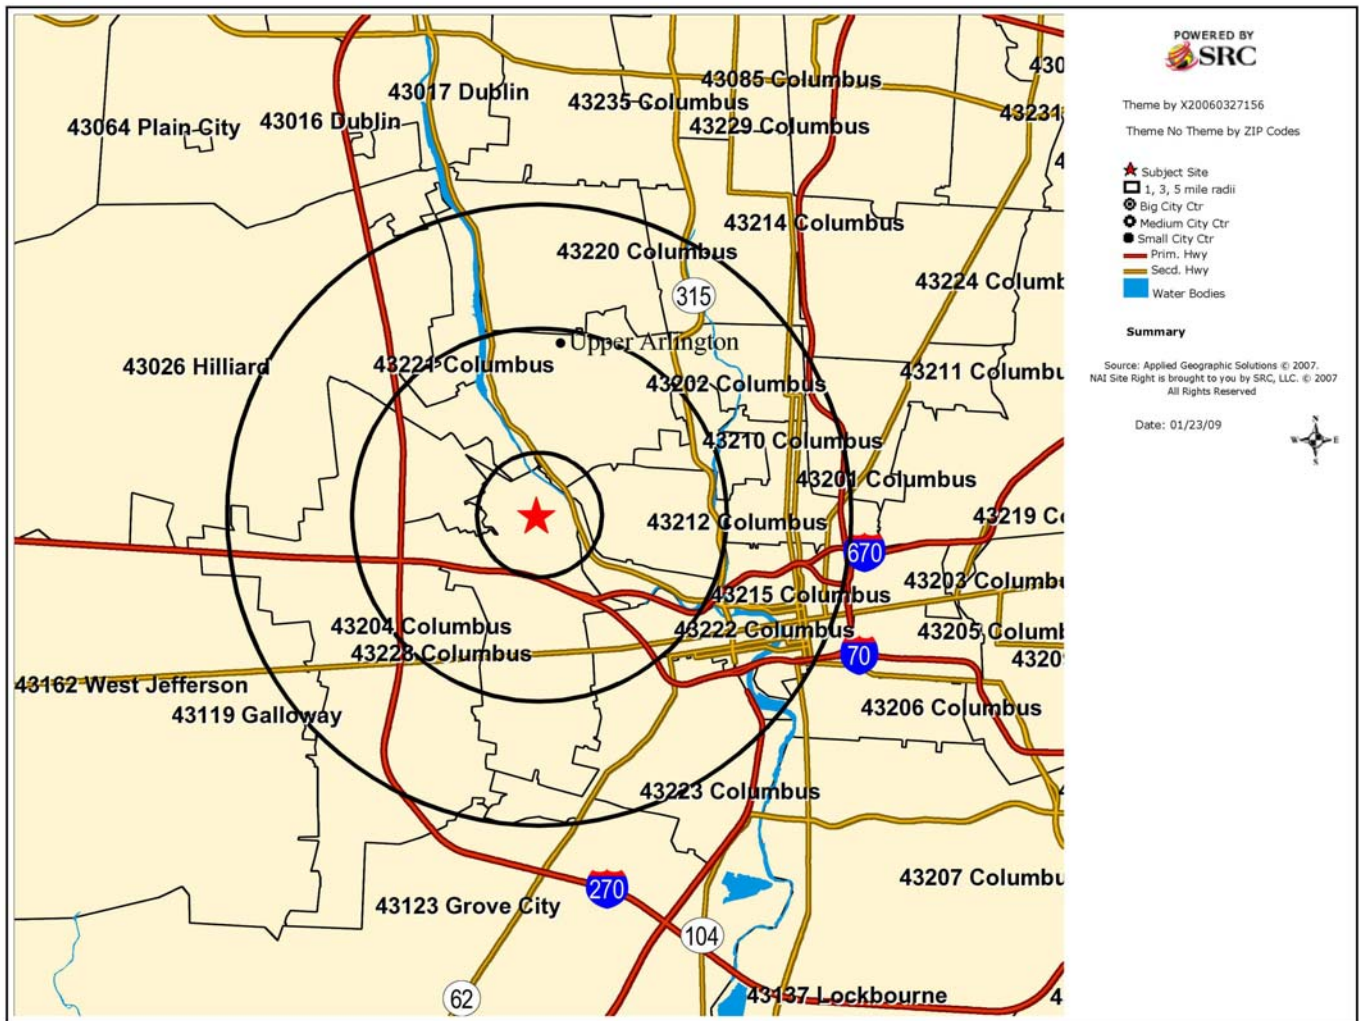 43017 Dublin
43085 Columbus
43235 Columbus
43064 Plain City
43016 Dublin
43229 Columbus
43231
43214 Columbus
43220 Columbus
43224 Columb
315
Upper Arlington
43026 Hilliard
43221 Columbus
43202 Columbus
43211 Columbu
43210 Columbus
43201 Columbus
43212 Columbus
43219 Co
670
43203 Columbu
43215 Columbus
43204 Columbus
43222 Columbus
43205 Columb
43228 Columbus
70
4320
43162 West Jefferson
43119 Galloway
43206 Columbus
43223 Columbus
43207 Columbu
270
43123 Grove City
104
62
43137 Lockbourne
4
POWERED BY
SRC
Theme by X20060327156
Theme No Theme by ZIP Codes
Subject Site
1, 3, 5 mile radii
Big City Ctr
Medium City Ctr
Small City Ctr
Prim. Hwy
Secd. Hwy
Water Bodies
Summary
Source: Applied Geographic Solutions © 2007.
NAI Site Right is brought to you by SRC, LLC. © 2007
All Rights Reserved
Date: 01/23/09
N
W E
S